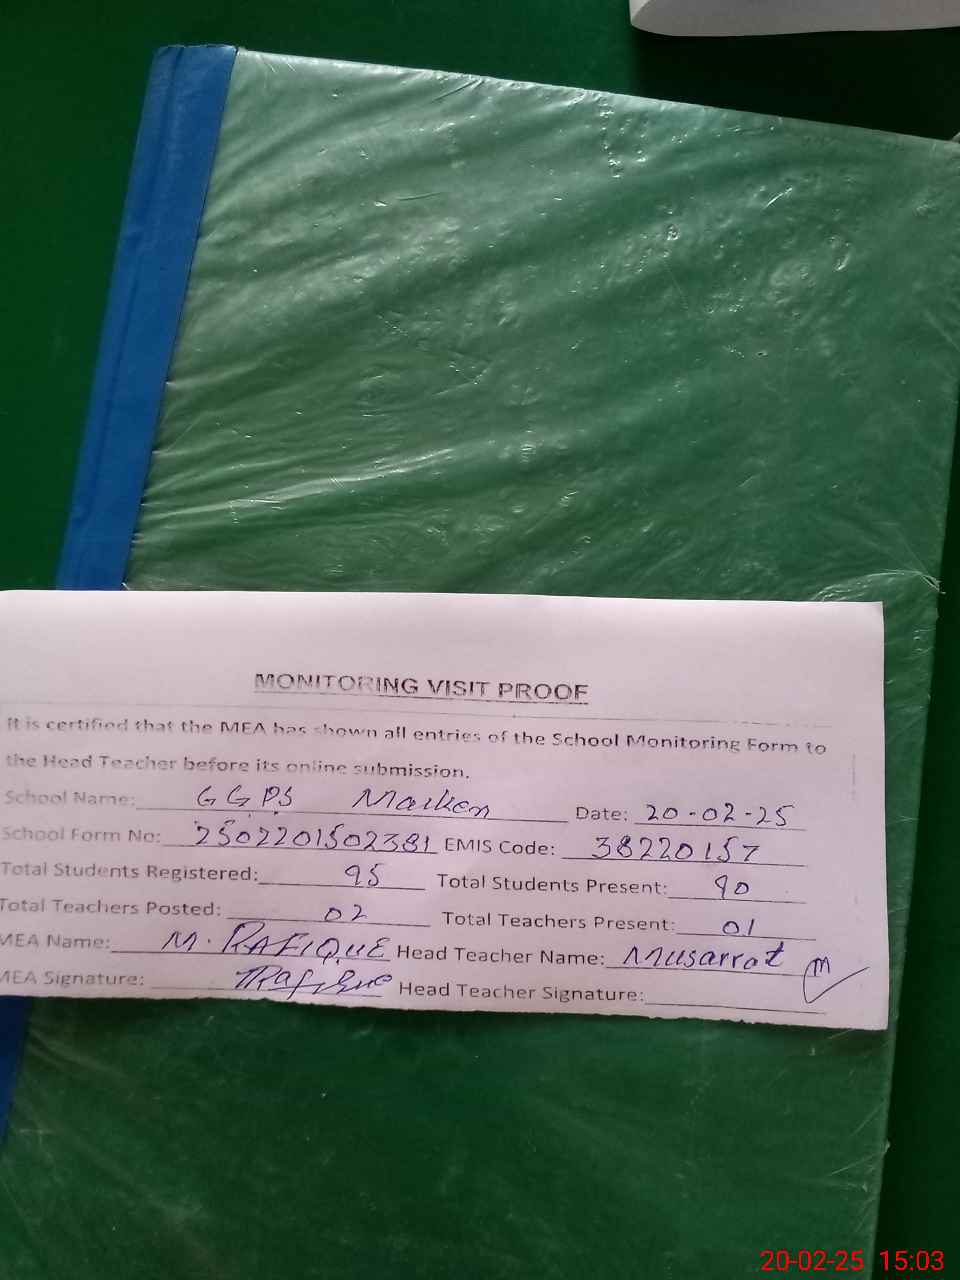 MONITORING VISIT PROOF
It is certified that the MEA has shown all entries of the School Monitoring Form to
the Head Teacher before its online submission.
School Name: GGPS Marken Date: 20-02-25
School Form No: 2502201502381 EMIS Code: 38220157
Total Students Registered: 95 Total Students Present: 90
Total Teachers Posted: 02 Total Teachers Present: 01
MEA Name: M. RAFIQUE Head Teacher Name: Musarrat
MEA Signature: Rafique Head Teacher Signature:
20-02-25 15:03